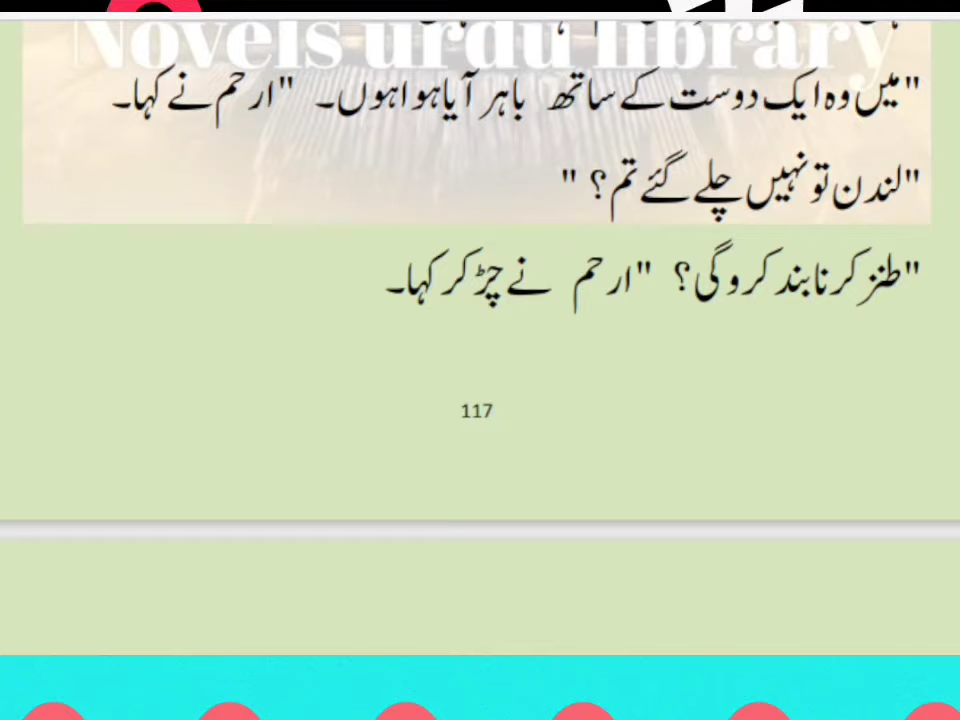 Novels urdu library
"میں وہ ایک دوست کے ساتھ باہر آیا ہوا ہوں۔ "ارحم نے کہا۔
"لندن تو نہیں چلے گئے تم؟ "
"طنز کرنا بند کرو گی؟ "ارحم نے چڑ کر کہا۔
117